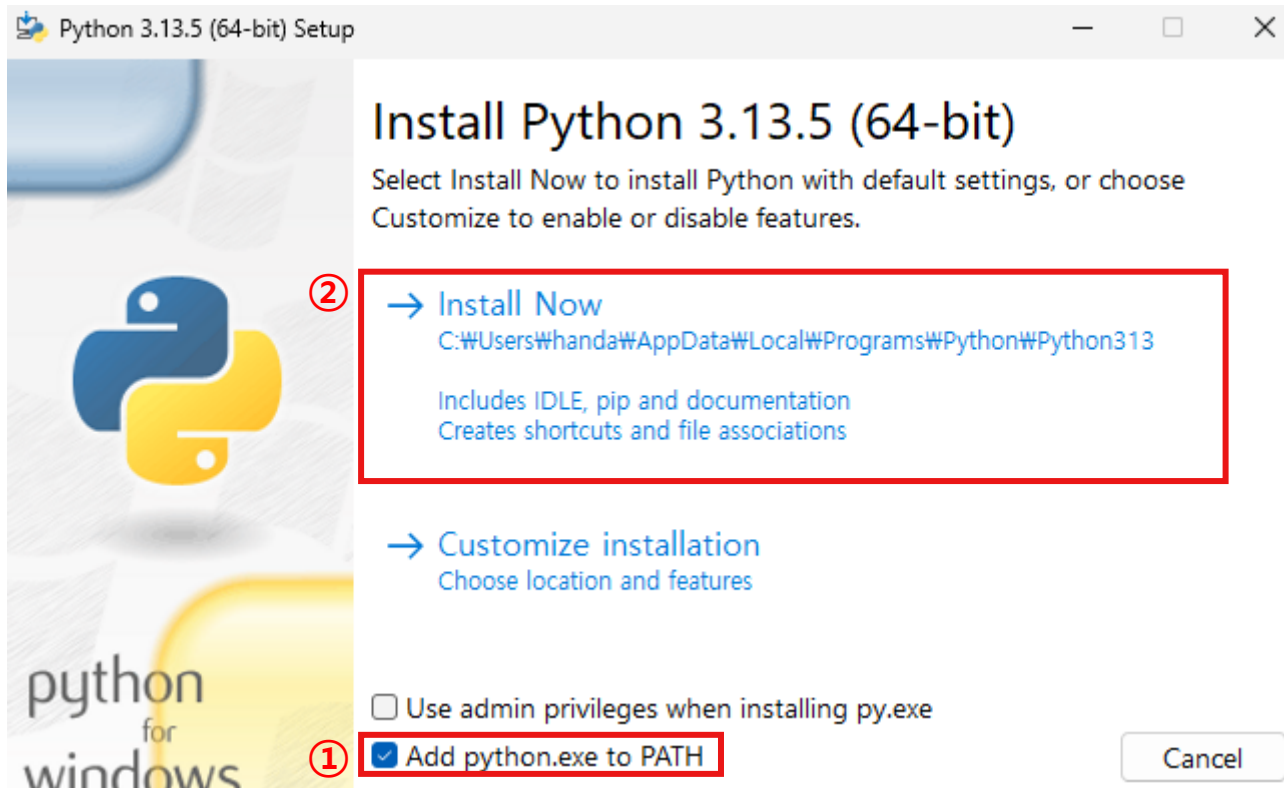 Python 3.13.5 (64-bit) Setup
Install Python 3.13.5 (64-bit)
Select Install Now to install Python with default settings, or choose
Customize to enable or disable features.
② → Install Now
C:₩Users₩handa₩AppData₩Local₩Programs₩Python₩Python313
Includes IDLE, pip and documentation
Creates shortcuts and file associations
→ Customize installation
Choose location and features
Use admin privileges when installing py.exe
① Add python.exe to PATH
Cancel
python
for
windows